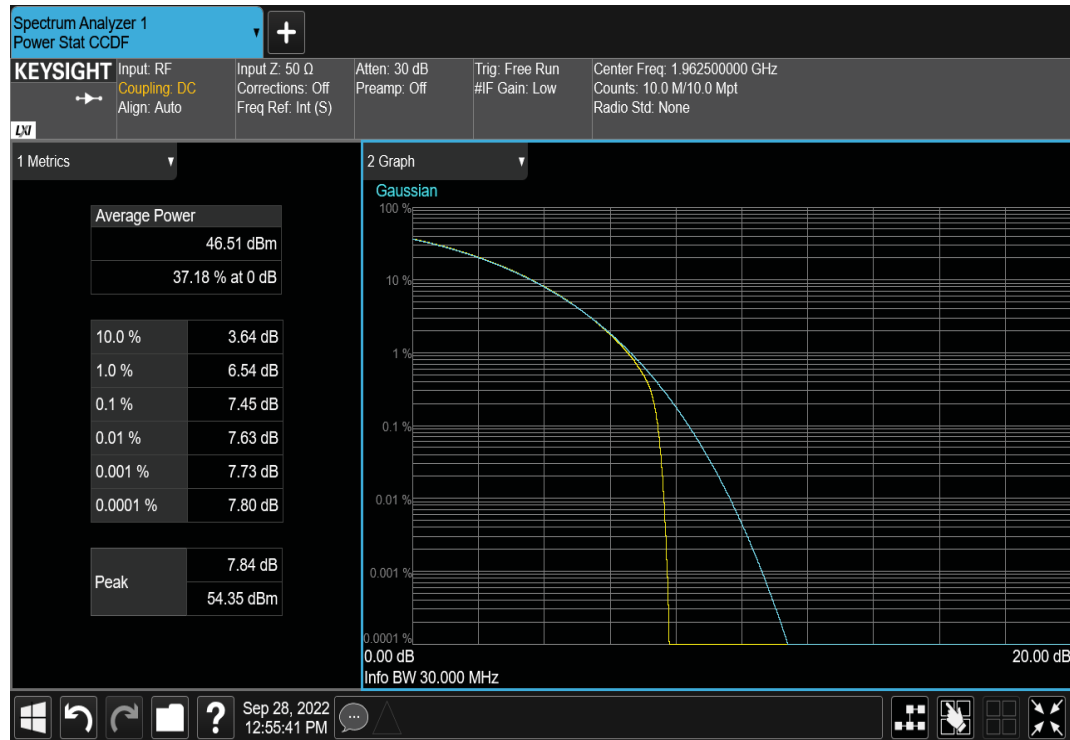 Spectrum Analyzer 1
Power Stat CCDF
+
KEYSIGHT
LXI
Input: RF
Coupling: DC
Align: Auto
Input Z: 50 Ω
Corrections: Off
Freq Ref: Int (S)
Atten: 30 dB
Preamp: Off
Trig: Free Run
#IF Gain: Low
Center Freq: 1.962500000 GHz
Counts: 10.0 M/10.0 Mpt
Radio Std: None
1 Metrics
Average Power
46.51 dBm
37.18 % at 0 dB
10.0 % 3.64 dB
1.0 % 6.54 dB
0.1 % 7.45 dB
0.01 % 7.63 dB
0.001 % 7.73 dB
0.0001 % 7.80 dB
Peak
7.84 dB
54.35 dBm
2 Graph
Gaussian
100 %
10 %
1 %
0.1 %
0.01 %
0.001 %
0.0001 %
0.00 dB 20.00 dB
Info BW 30.000 MHz
?
Sep 28, 2022
12:55:41 PM